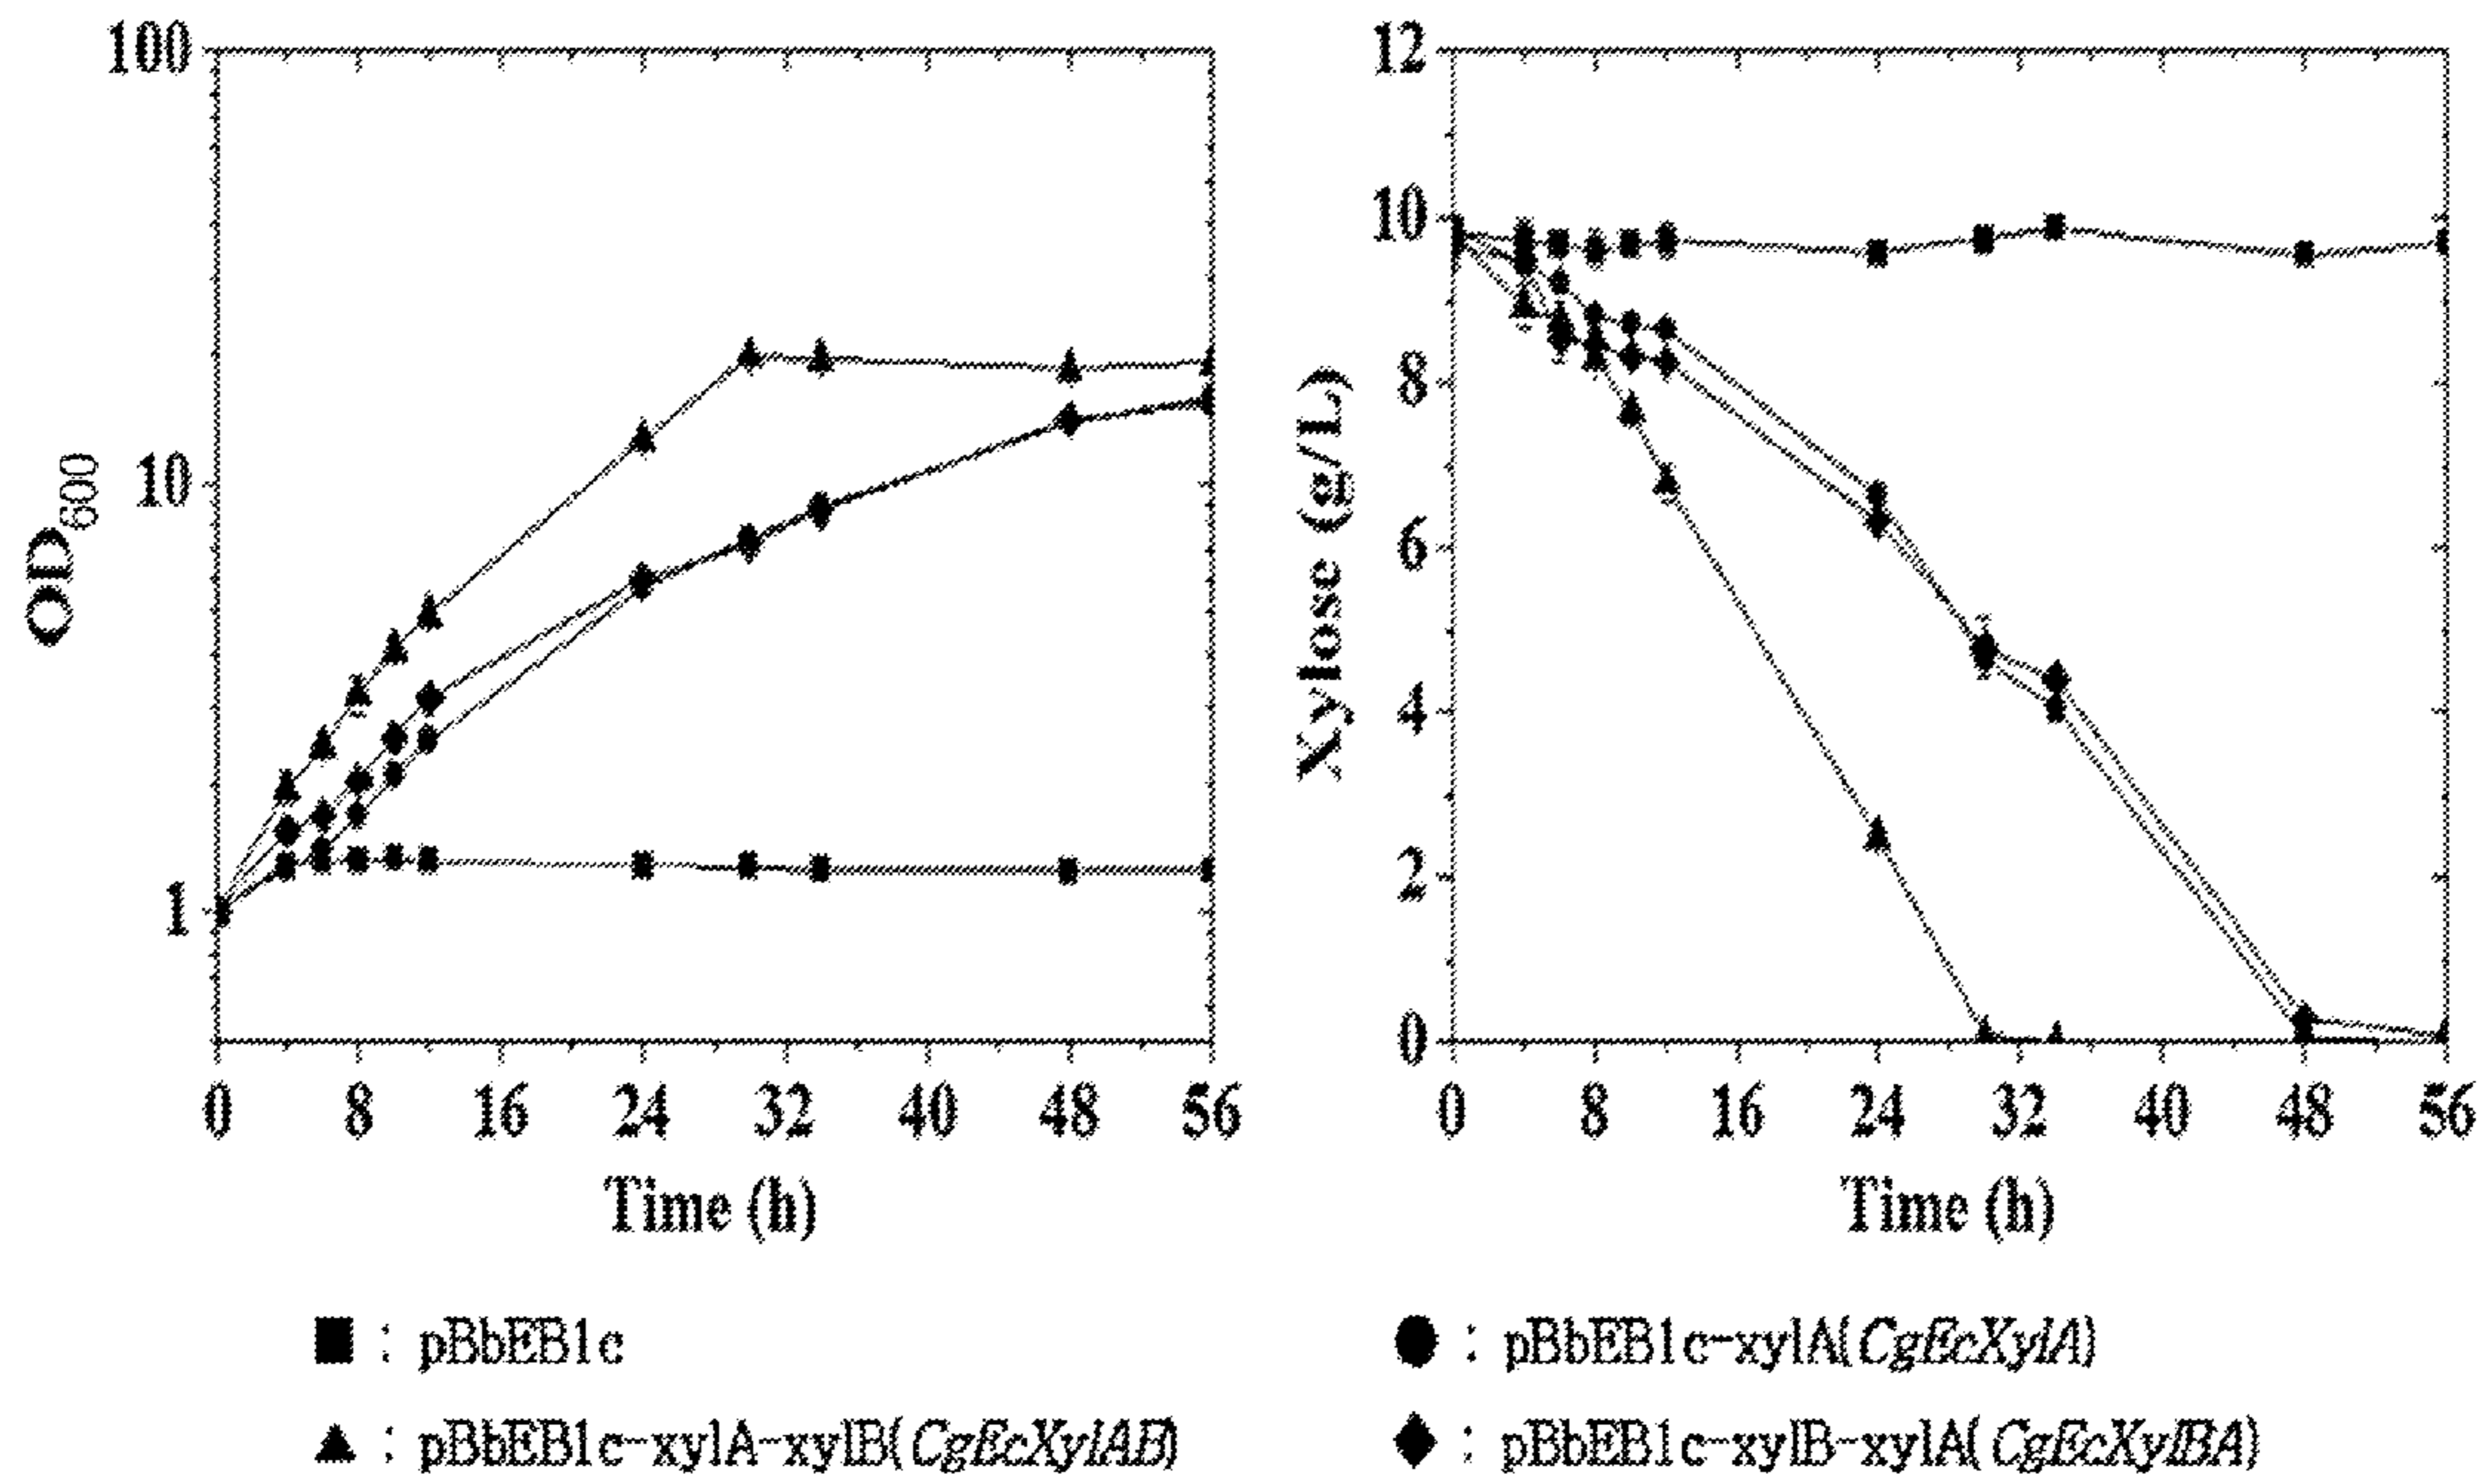 100
10
1
OD600
0 8 16 24 32 40 48 56
Time (h)
12
10
8
6
4
2
0
Xylose (g/L)
0 8 16 24 32 40 48 56
Time (h)
■ : pBbEB1c
● : pBbEB1c-xylA(CgEcXylA)
▲ : pBbEB1c-xylA-xylB(CgEcXylAB)
◆ : pBbEB1c-xylB-xylA(CgEcXylBA)